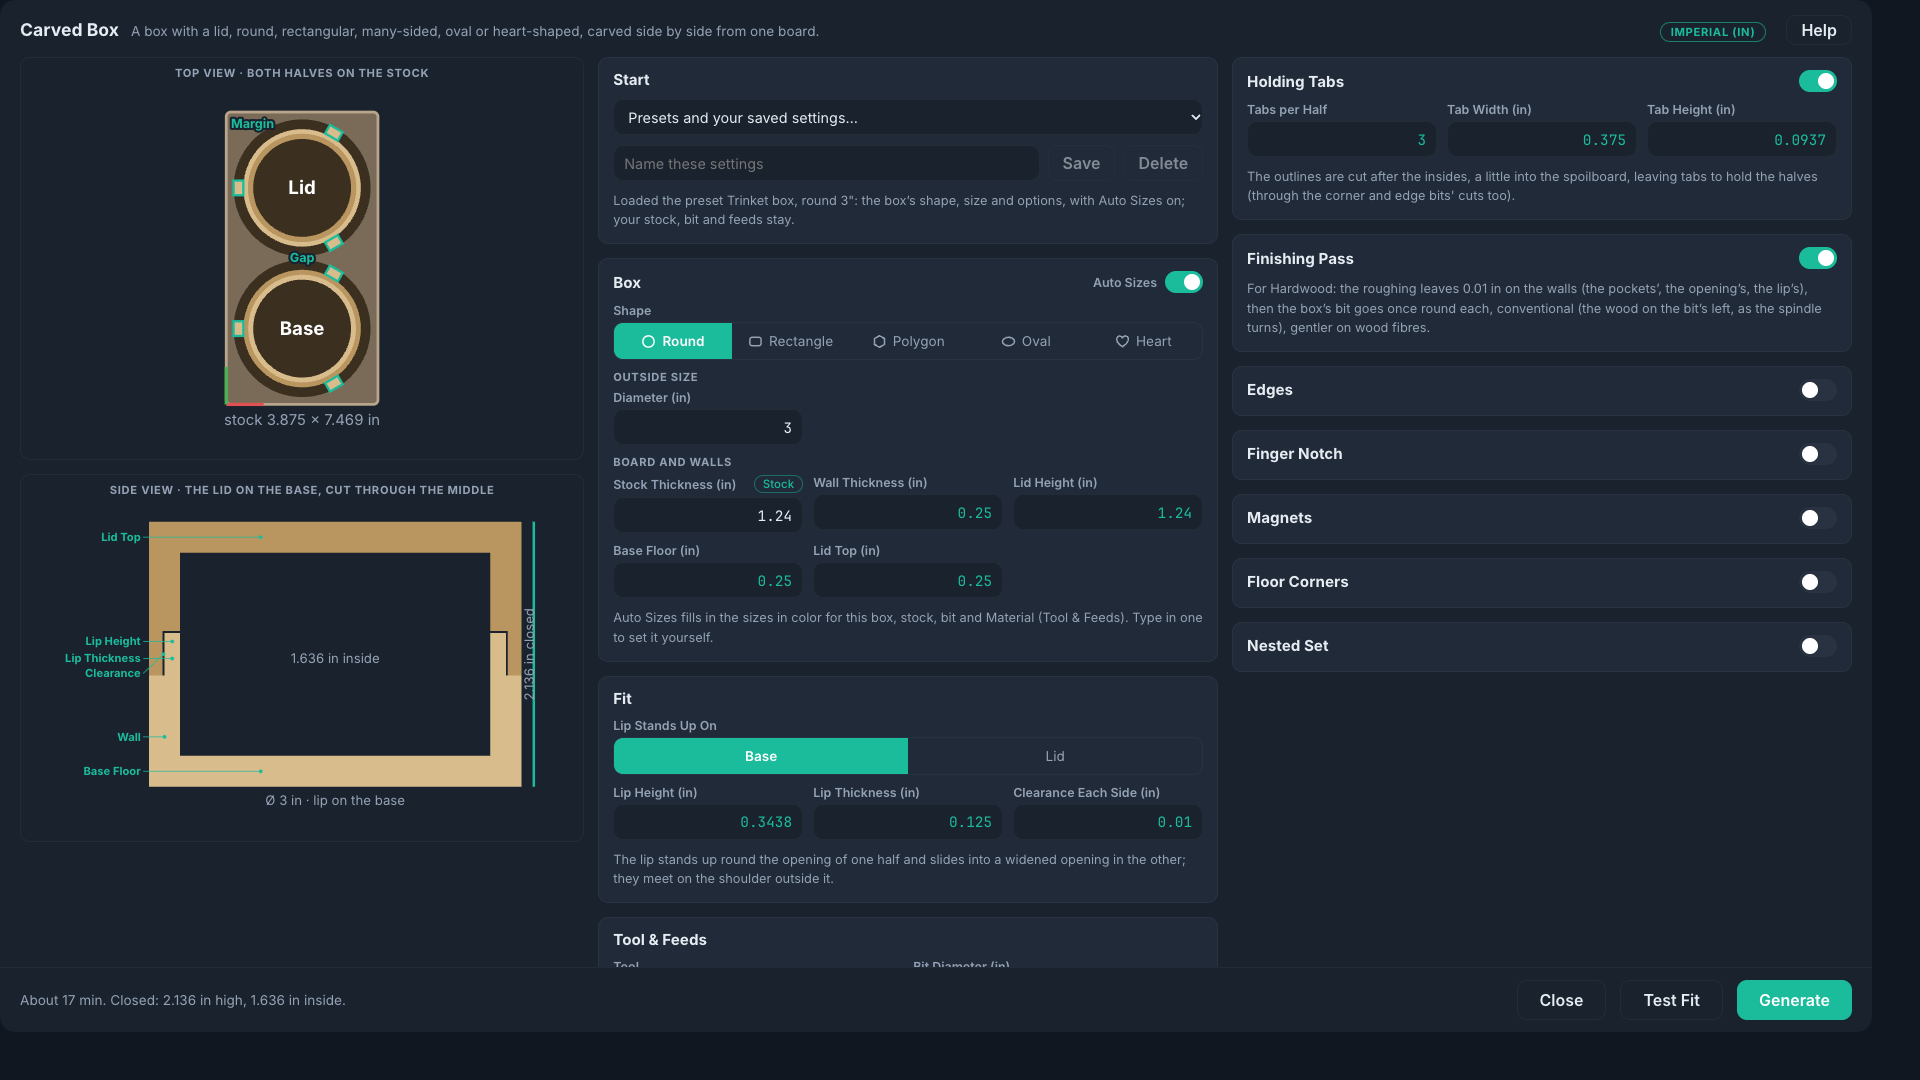 Carved Box
A box with a lid, round, rectangular, many-sided, oval or heart-shaped, carved side by side from one board.
IMPERIAL (IN)
Help
TOP VIEW · BOTH HALVES ON THE STOCK
Margin
Lid
Gap
Base
stock 3.875 × 7.469 in
SIDE VIEW · THE LID ON THE BASE, CUT THROUGH THE MIDDLE
Lid Top
Lip Height
Lip Thickness
Clearance
Wall
Base Floor
1.636 in inside
2.136 in closed
Ø 3 in · lip on the base
Start
Presets and your saved settings...
Name these settings
Save
Delete
Loaded the preset Trinket box, round 3": the box's shape, size and options, with Auto Sizes on;
your stock, bit and feeds stay.
Box
Auto Sizes
Shape
Round
Rectangle
Polygon
Oval
Heart
OUTSIDE SIZE
Diameter (in)
3
BOARD AND WALLS
Stock Thickness (in)
Stock
Wall Thickness (in)
Lid Height (in)
1.24
0.25
1.24
Base Floor (in)
Lid Top (in)
0.25
0.25
Auto Sizes fills in the sizes in color for this box, stock, bit and Material (Tool & Feeds). Type in one
to set it yourself.
Fit
Lip Stands Up On
Base
Lid
Lip Height (in)
Lip Thickness (in)
Clearance Each Side (in)
0.3438
0.125
0.01
The lip stands up round the opening of one half and slides into a widened opening in the other;
they meet on the shoulder outside it.
Tool & Feeds
Tool
Bit Diameter (in)
Holding Tabs
Tabs per Half
Tab Width (in)
Tab Height (in)
3
0.375
0.0937
The outlines are cut after the insides, a little into the spoilboard, leaving tabs to hold the halves
(through the corner and edge bits' cuts too).
Finishing Pass
For Hardwood: the roughing leaves 0.01 in on the walls (the pockets', the opening's, the lip's),
then the box's bit goes once round each, conventional (the wood on the bit's left, as the spindle
turns), gentler on wood fibres.
Edges
Finger Notch
Magnets
Floor Corners
Nested Set
About 17 min. Closed: 2.136 in high, 1.636 in inside.
Close
Test Fit
Generate